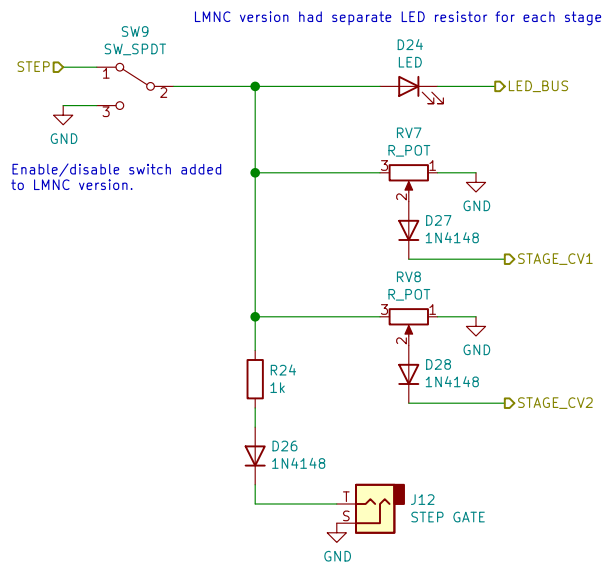 LMNC version had separate LED resistor for each stage
SW9
SW_SPDT
D24
LED
STEP
1
2
LED_BUS
3
GND
RV7
R_POT
Enable/disable switch added
to LMNC version.
3
1
2
GND
D27
1N4148
STAGE_CV1
RV8
R_POT
3
1
2
GND
R24
1k
D28
1N4148
STAGE_CV2
D26
1N4148
T
S
J12
STEP GATE
GND